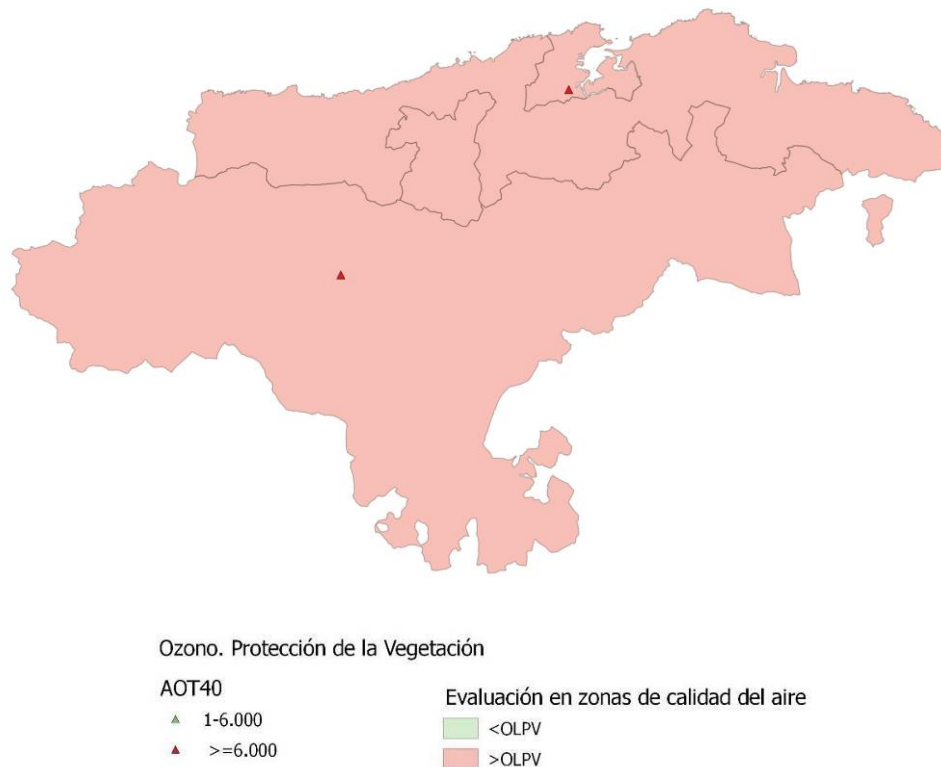 Ozono. Protección de la Vegetación
AOT40
1-6.000
>=6.000
Evaluación en zonas de calidad del aire
<OLPV
>OLPV